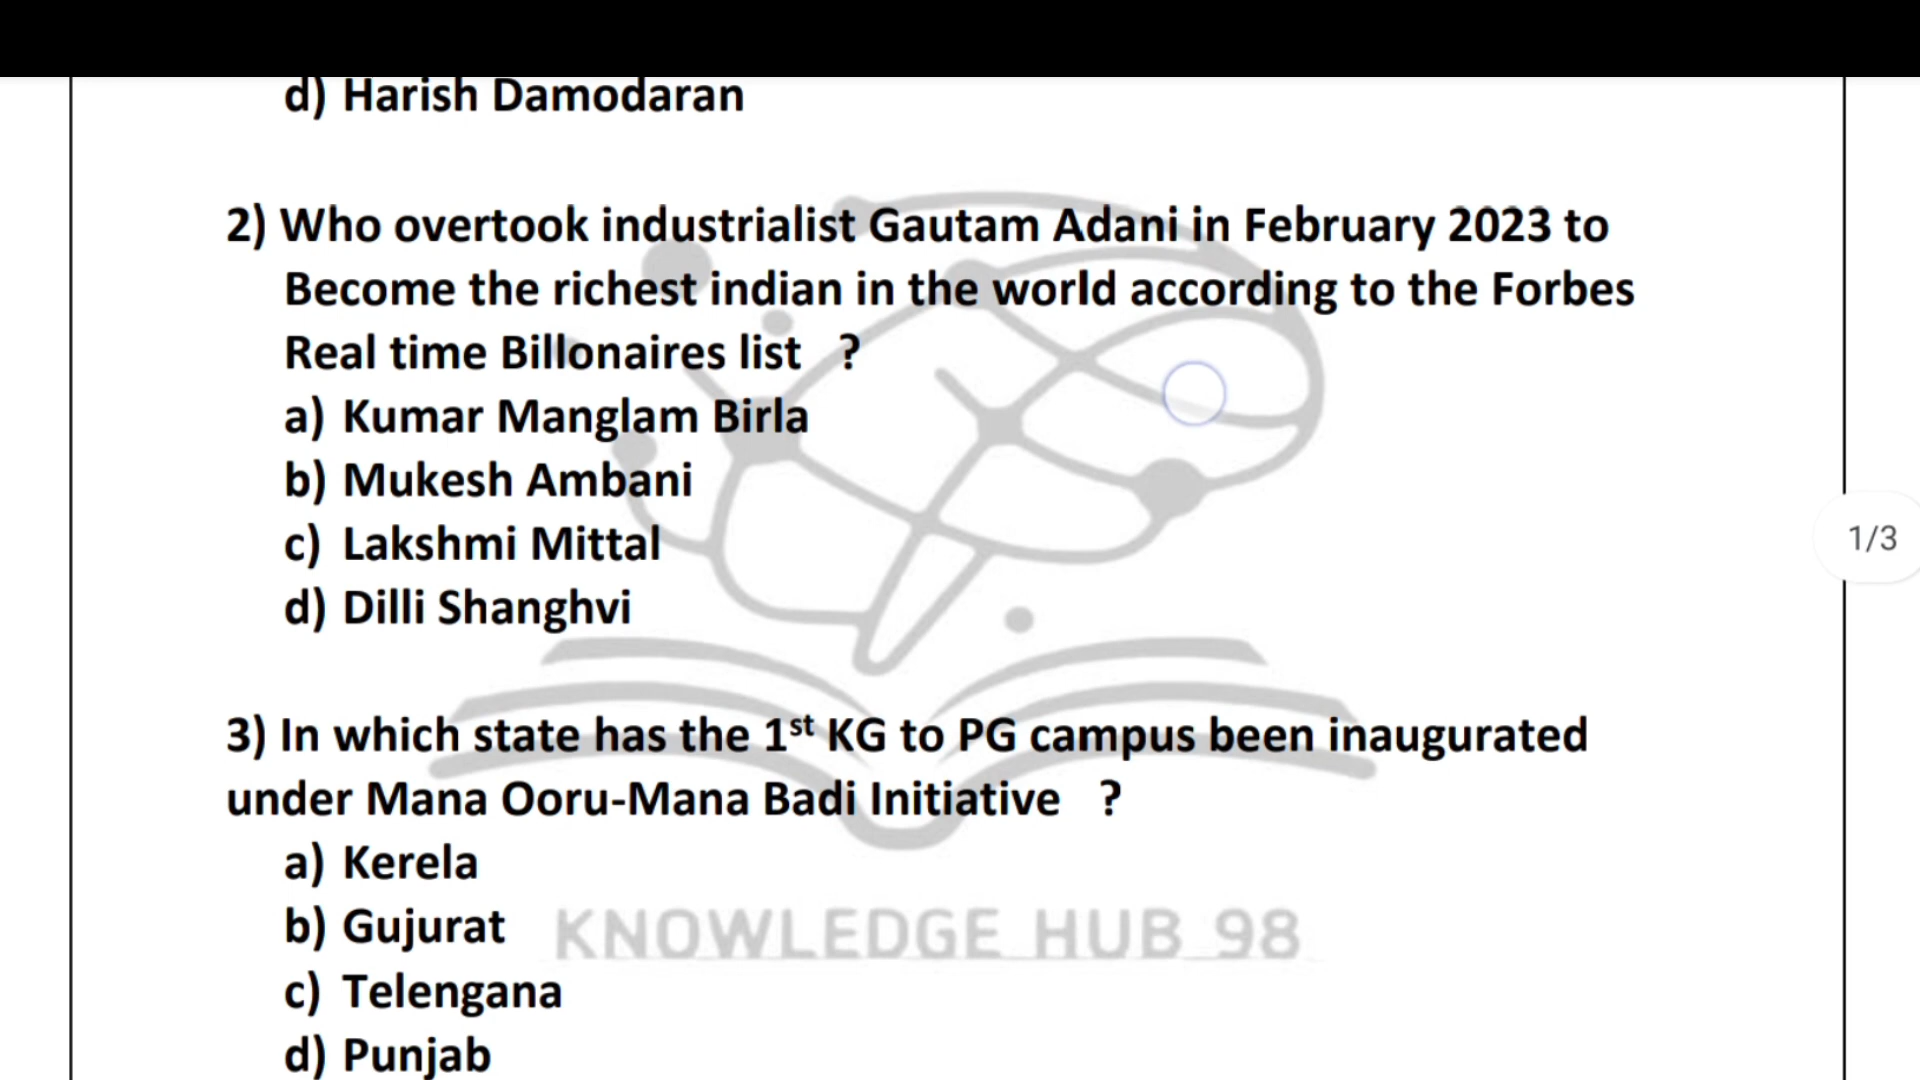 d) Harish Damodaran
2) Who overtook industrialist Gautam Adani in February 2023 to
Become the richest indian in the world according to the Forbes
Real time Billonaires list ?
a) Kumar Manglam Birla
b) Mukesh Ambani
c) Lakshmi Mittal
d) Dilli Shanghvi
1/3
3) In which state has the 1st KG to PG campus been inaugurated
under Mana Ooru-Mana Badi Initiative ?
a) Kerela
b) Gujurat
KNOWLEDGE HUB 98
c) Telengana
d) Punjab